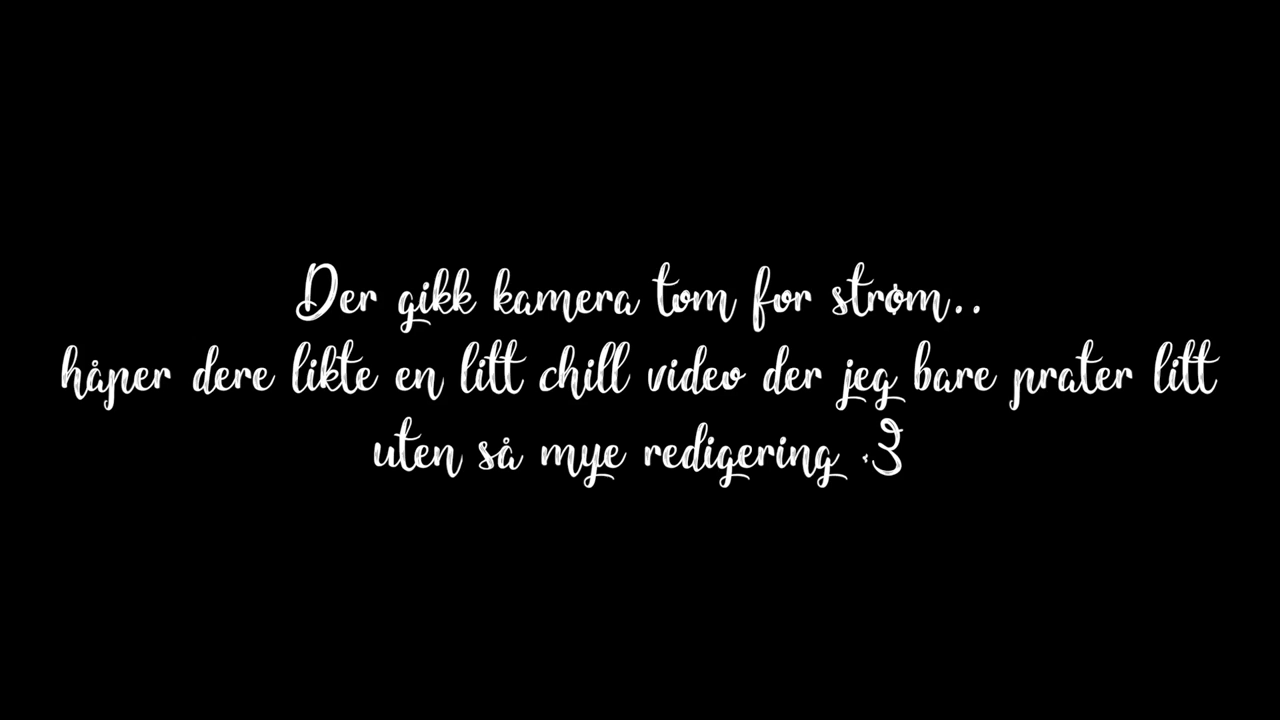 Der gikk kamera tom for strøm..
håper dere likte en litt chill video der jeg bare prater litt
uten så mye redigering <3